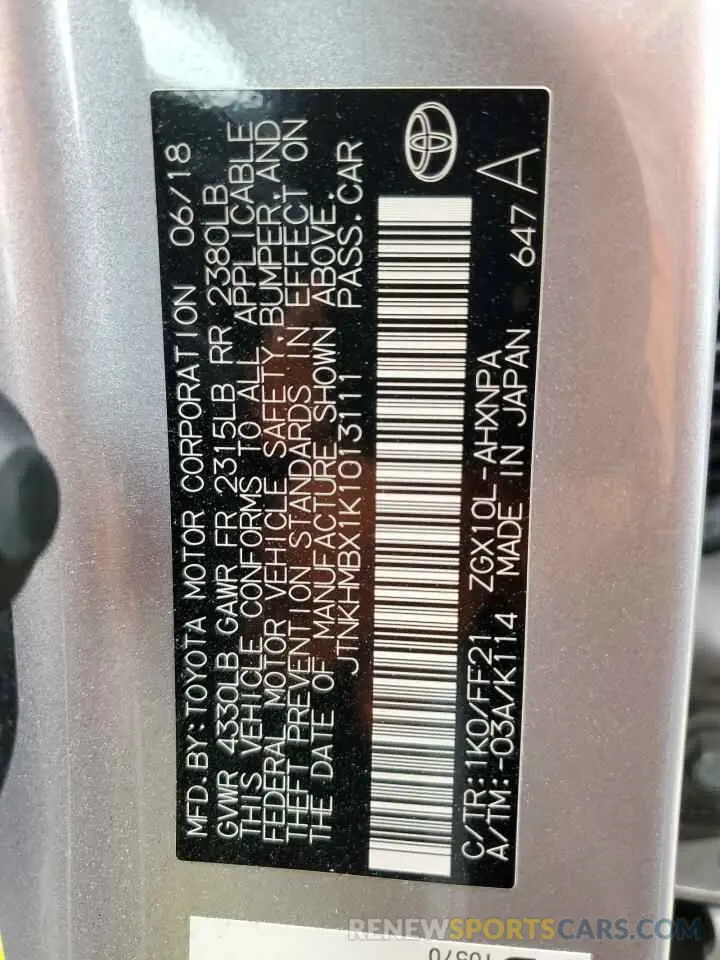 MFD.BY:TOYOTA MOTOR CORPORATION 06/18
GVWR 4330LB GAWR FR 2315LB RR 2380LB
THIS VEHICLE CONFORMS TO ALL APPLICABLE
FEDERAL MOTOR VEHICLE SAFETY,BUMPER,AND
THEFT PREVENTION STANDARDS IN EFFECT ON
THE DATE OF MANUFACTURE SHOWN ABOVE.
JTNKHMBX1K1013111 PASS.CAR
C/TR:1K0/FF21 ZGX10L-AHXNPA
A/TM:-03A/K114 MADE IN JAPAN 647 A
10570
RENEWSPORTSCARS.COM